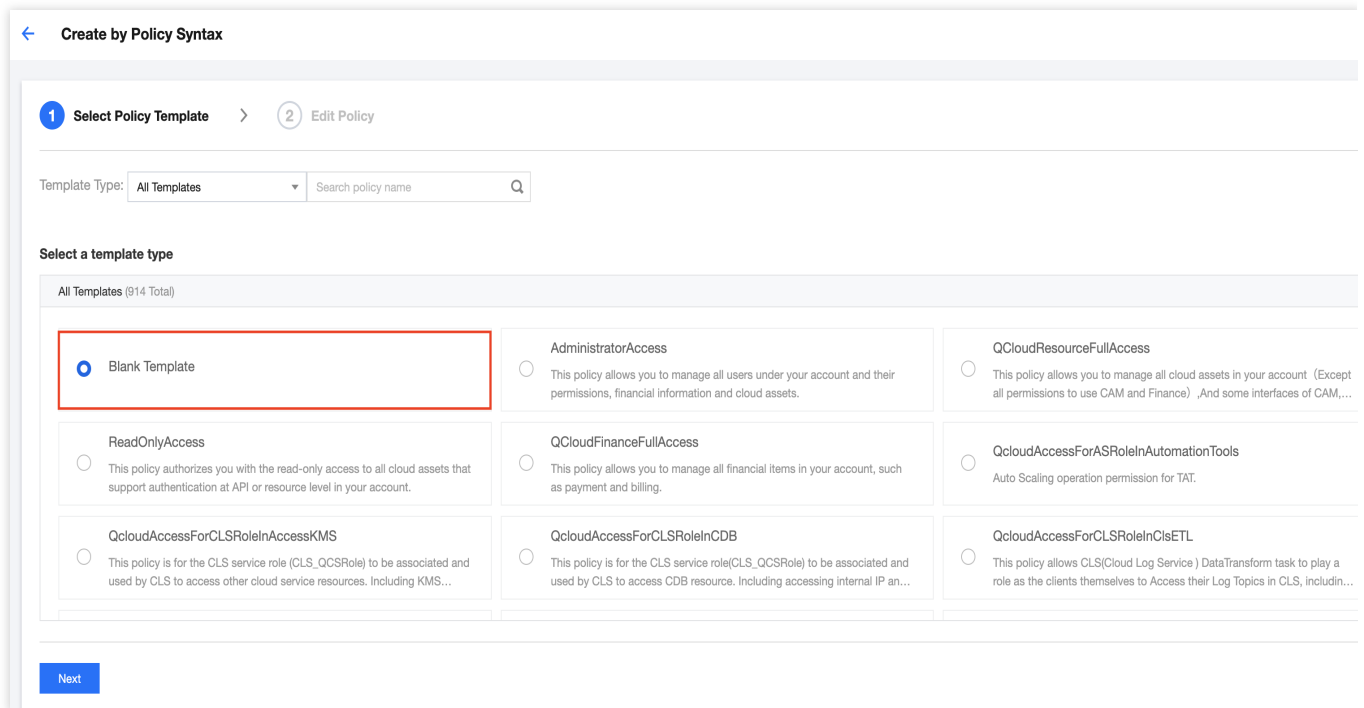 Create by Policy Syntax
1 Select Policy Template > 2 Edit Policy
Template Type: All Templates Search policy name
Select a template type
All Templates (914 Total)
Blank Template
AdministratorAccess
This policy allows you to manage all users under your account and their
permissions, financial information and cloud assets.
QCloudResourceFullAccess
This policy allows you to manage all cloud assets in your account（Except
all permissions to use CAM and Finance）,And some interfaces of CAM,...
ReadOnlyAccess
This policy authorizes you with the read-only access to all cloud assets that
support authentication at API or resource level in your account.
QCloudFinanceFullAccess
This policy allows you to manage all financial items in your account, such
as payment and billing.
QcloudAccessForASRoleInAutomationTools
Auto Scaling operation permission for TAT.
QcloudAccessForCLSRoleInAccessKMS
This policy is for the CLS service role (CLS_QCSRole) to be associated and
used by CLS to access other cloud service resources. Including KMS...
QcloudAccessForCLSRoleInCDB
This policy is for the CLS service role(CLS_QCSRole) to be associated and
used by CLS to access CDB resource. Including accessing internal IP an...
QcloudAccessForCLSRoleInClsETL
This policy allows CLS(Cloud Log Service ) DataTransform task to play a
role as the clients themselves to Access their Log Topics in CLS, includin...
Next